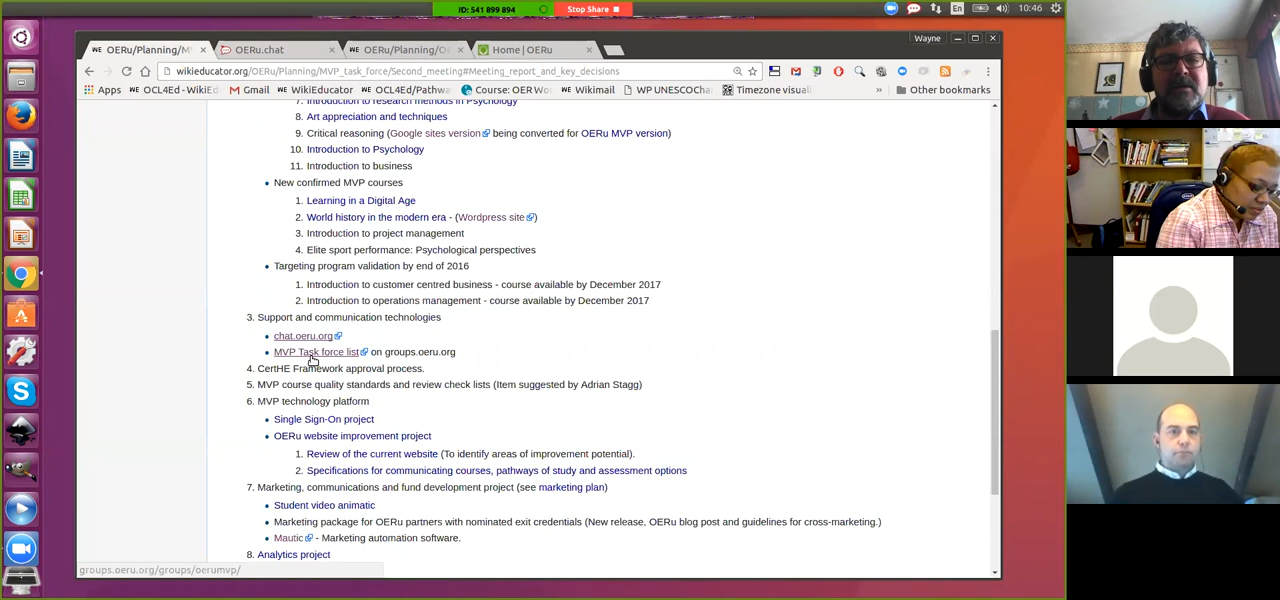 ID: 541 899 894 Stop Share
En 10:46
OERu/Planning/M OERu.chat OERu/Planning/O Home | OERu Wayne
wikieducator.org/OERu/Planning/MVP_task_force/Second_meeting#Meeting_report_and_key_decisions
Apps OCL4Ed - WikiEd Gmail WikiEducator OCL4Ed/Pathwa Course: OER Wo Wikimail WP UNESCOCha Timezone visuali Other bookmarks
7. Introduction to research methods in Psychology
8. Art appreciation and techniques
9. Critical reasoning (Google sites version being converted for OERu MVP version)
10. Introduction to Psychology
11. Introduction to business
New confirmed MVP courses
1. Learning in a Digital Age
2. World history in the modern era - (Wordpress site)
3. Introduction to project management
4. Elite sport performance: Psychological perspectives
Targeting program validation by end of 2016
1. Introduction to customer centred business - course available by December 2017
2. Introduction to operations management - course available by December 2017
3. Support and communication technologies
chat.oeru.org
MVP Task force list on groups.oeru.org
4. CertHE Framework approval process.
5. MVP course quality standards and review check lists (Item suggested by Adrian Stagg)
6. MVP technology platform
Single Sign-On project
OERu website improvement project
1. Review of the current website (To identify areas of improvement potential).
2. Specifications for communicating courses, pathways of study and assessment options
7. Marketing, communications and fund development project (see marketing plan)
Student video animatic
Marketing package for OERu partners with nominated exit credentials (New release, OERu blog post and guidelines for cross-marketing.)
Mautic - Marketing automation software.
8. Analytics project
groups.oeru.org/groups/oerumvp/